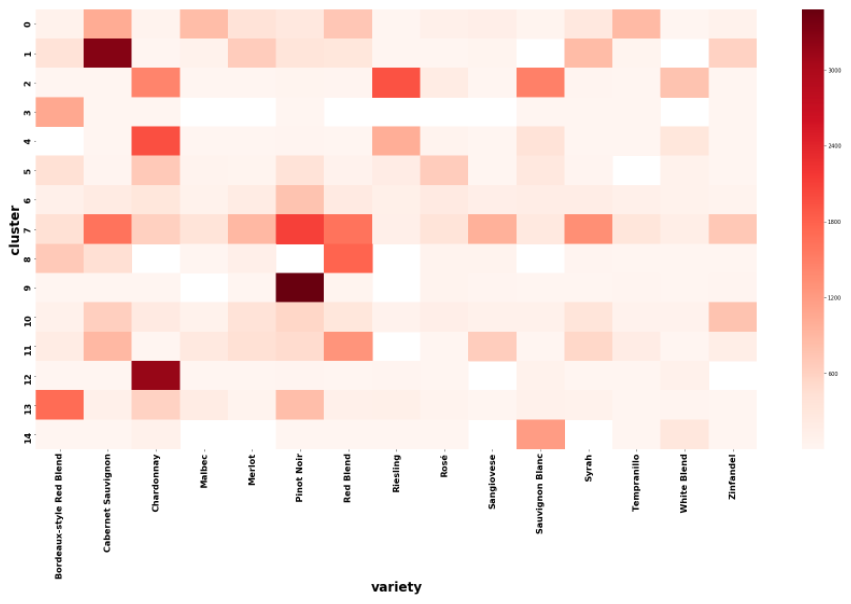 0
1
2
3
4
5
6
7
8
9
10
11
12
13
14
cluster
3000
2400
1800
1200
600
Bordeaux-style Red Blend
Cabernet Sauvignon
Chardonnay
Malbec
Merlot
Pinot Noir
Red Blend
Riesling
Rosé
Sangiovese
Sauvignon Blanc
Syrah
Tempranillo
White Blend
Zinfandel
variety